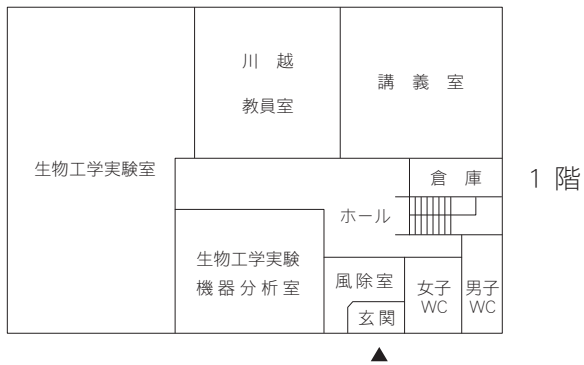 川 越
教員室
講 義 室
生物工学実験室
倉 庫
1 階
ホール
生物工学実験
機器分析室
風除室
玄関
女子
WC
男子
WC